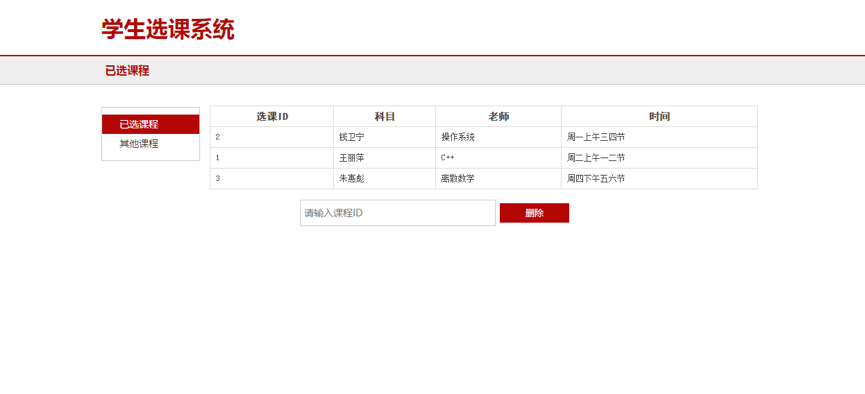 学生选课系统
已选课程
已选课程
其他课程
选课ID 科目 老师 时间
2 钱卫宁 操作系统 周一上午三四节
1 王丽萍 C++ 周二上午一二节
3 朱惠彪 离散数学 周四下午五六节
请输入课程ID 删除